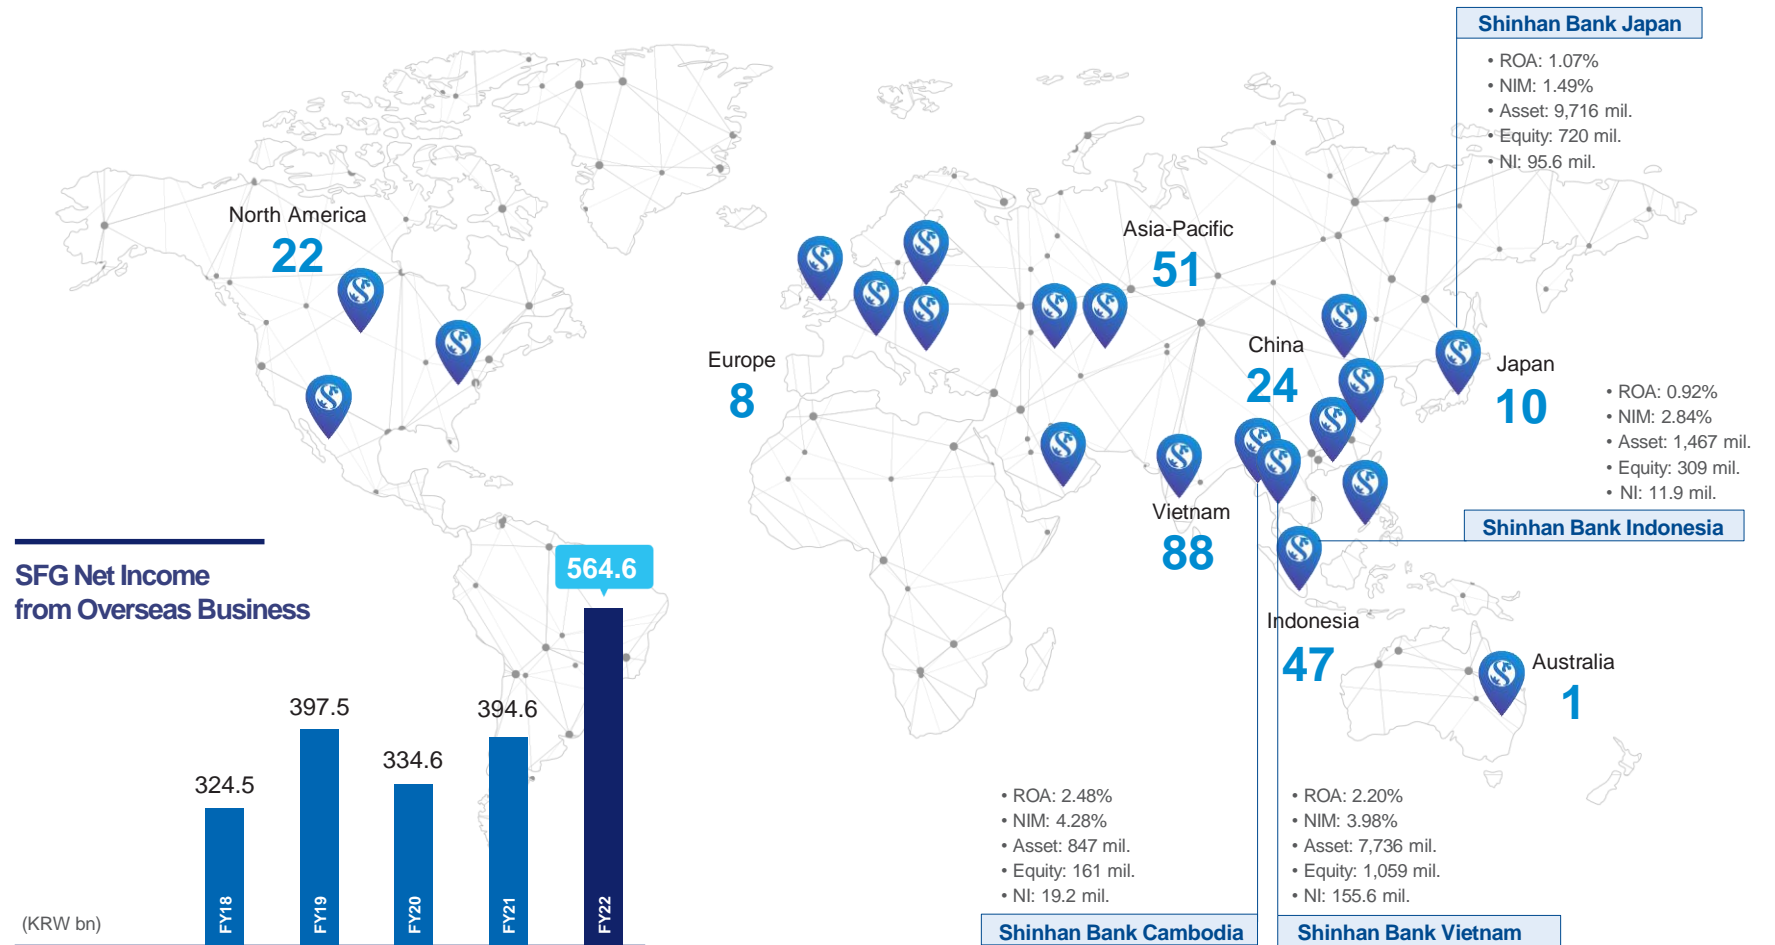 Shinhan Bank Japan
• ROA: 1.07%
• NIM: 1.49%
• Asset: 9,716 mil.
• Equity: 720 mil.
• NI: 95.6 mil.
North America
22
Asia-Pacific
51
Europe
8
China
24
Japan
10
• ROA: 0.92%
• NIM: 2.84%
• Asset: 1,467 mil.
• Equity: 309 mil.
• NI: 11.9 mil.
Shinhan Bank Indonesia
Vietnam
88
Indonesia
47
Australia
1
SFG Net Income
from Overseas Business
564.6
397.5
394.6
334.6
324.5
FY18
FY19
FY20
FY21
FY22
(KRW bn)
• ROA: 2.48%
• NIM: 4.28%
• Asset: 847 mil.
• Equity: 161 mil.
• NI: 19.2 mil.
Shinhan Bank Cambodia
• ROA: 2.20%
• NIM: 3.98%
• Asset: 7,736 mil.
• Equity: 1,059 mil.
• NI: 155.6 mil.
Shinhan Bank Vietnam